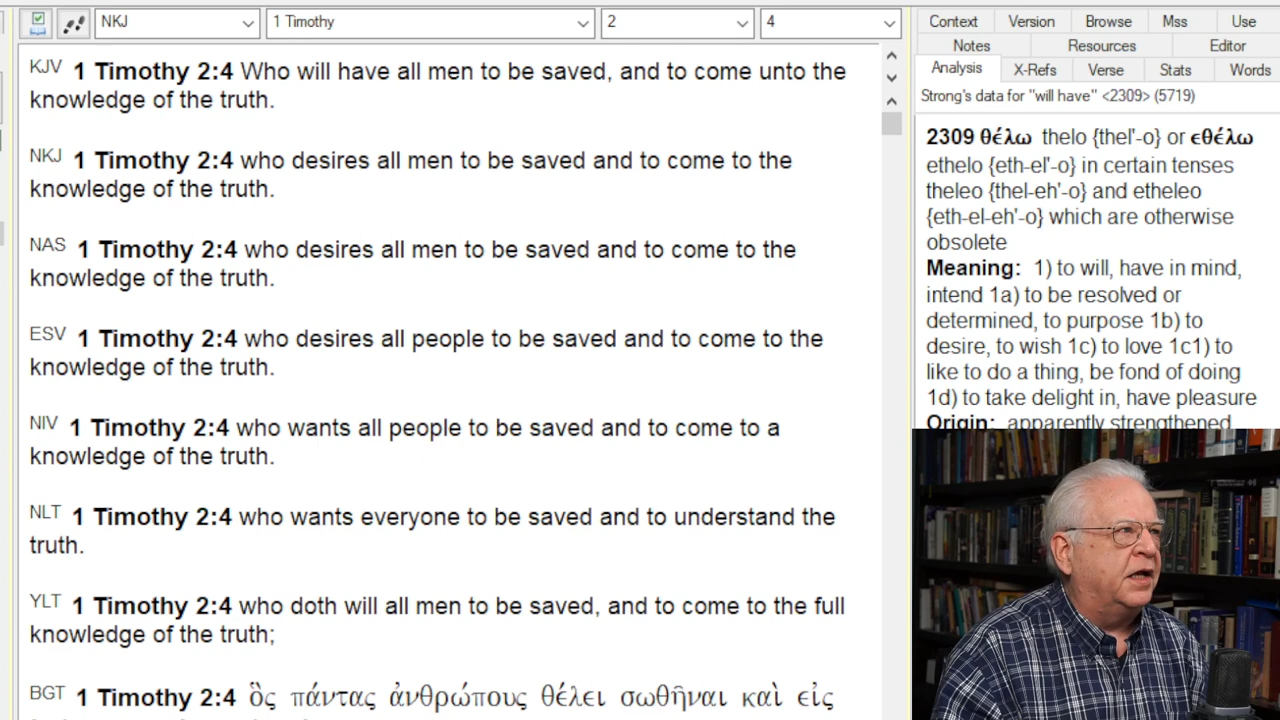 NKJ 1 Timothy 2 4
KJV 1 Timothy 2:4 Who will have all men to be saved, and to come unto the
knowledge of the truth.
NKJ 1 Timothy 2:4 who desires all men to be saved and to come to the
knowledge of the truth.
NAS 1 Timothy 2:4 who desires all men to be saved and to come to the
knowledge of the truth.
ESV 1 Timothy 2:4 who desires all people to be saved and to come to the
knowledge of the truth.
NIV 1 Timothy 2:4 who wants all people to be saved and to come to a
knowledge of the truth.
NLT 1 Timothy 2:4 who wants everyone to be saved and to understand the
truth.
YLT 1 Timothy 2:4 who doth will all men to be saved, and to come to the full
knowledge of the truth;
BGT 1 Timothy 2:4 ὃς πάντας ἀνθρώπους θέλει σωθῆναι καὶ εἰς
Context Version Browse Mss Use
Notes Resources Editor
Analysis X-Refs Verse Stats Words
Strong's data for "will have" <2309> (5719)
2309 θέλω thelo {thel'-o} or εθέλω
ethelo {eth-el'-o} in certain tenses
theleo {thel-eh'-o} and etheleo
{eth-el-eh'-o} which are otherwise
obsolete
Meaning: 1) to will, have in mind,
intend 1a) to be resolved or
determined, to purpose 1b) to
desire, to wish 1c) to love 1c1) to
like to do a thing, be fond of doing
1d) to take delight in, have pleasure
Origin: apparently strengthened